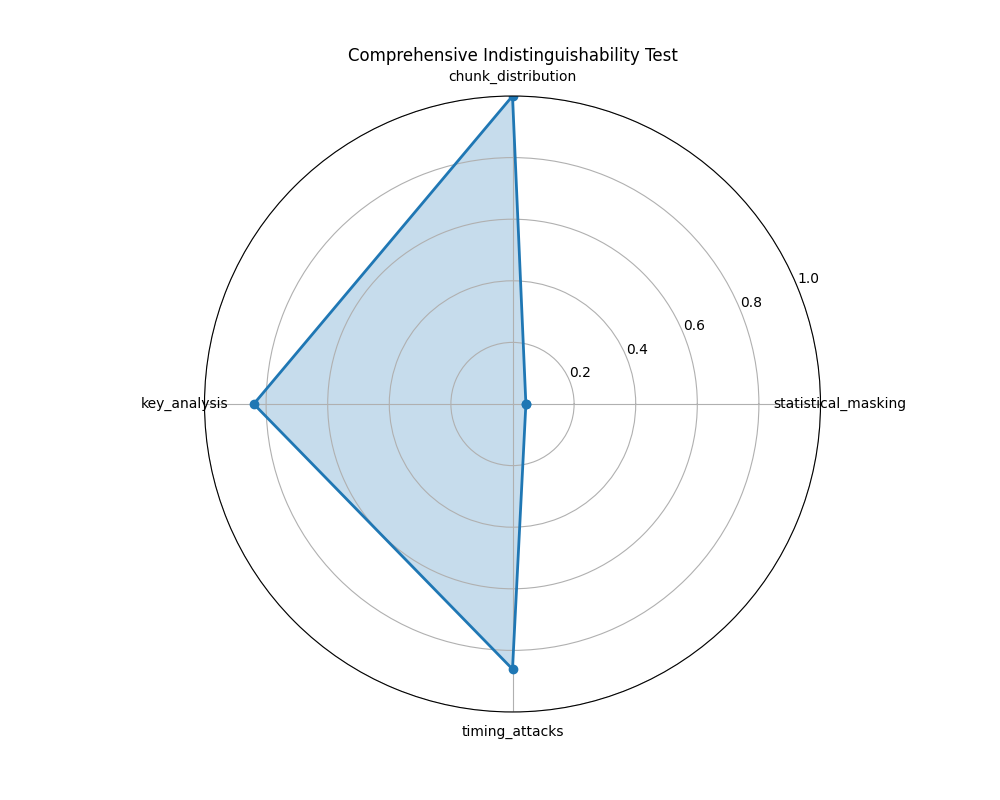 Comprehensive Indistinguishability Test
chunk_distribution
1.0
0.8
0.6
0.4
0.2
key_analysis
statistical_masking
timing_attacks